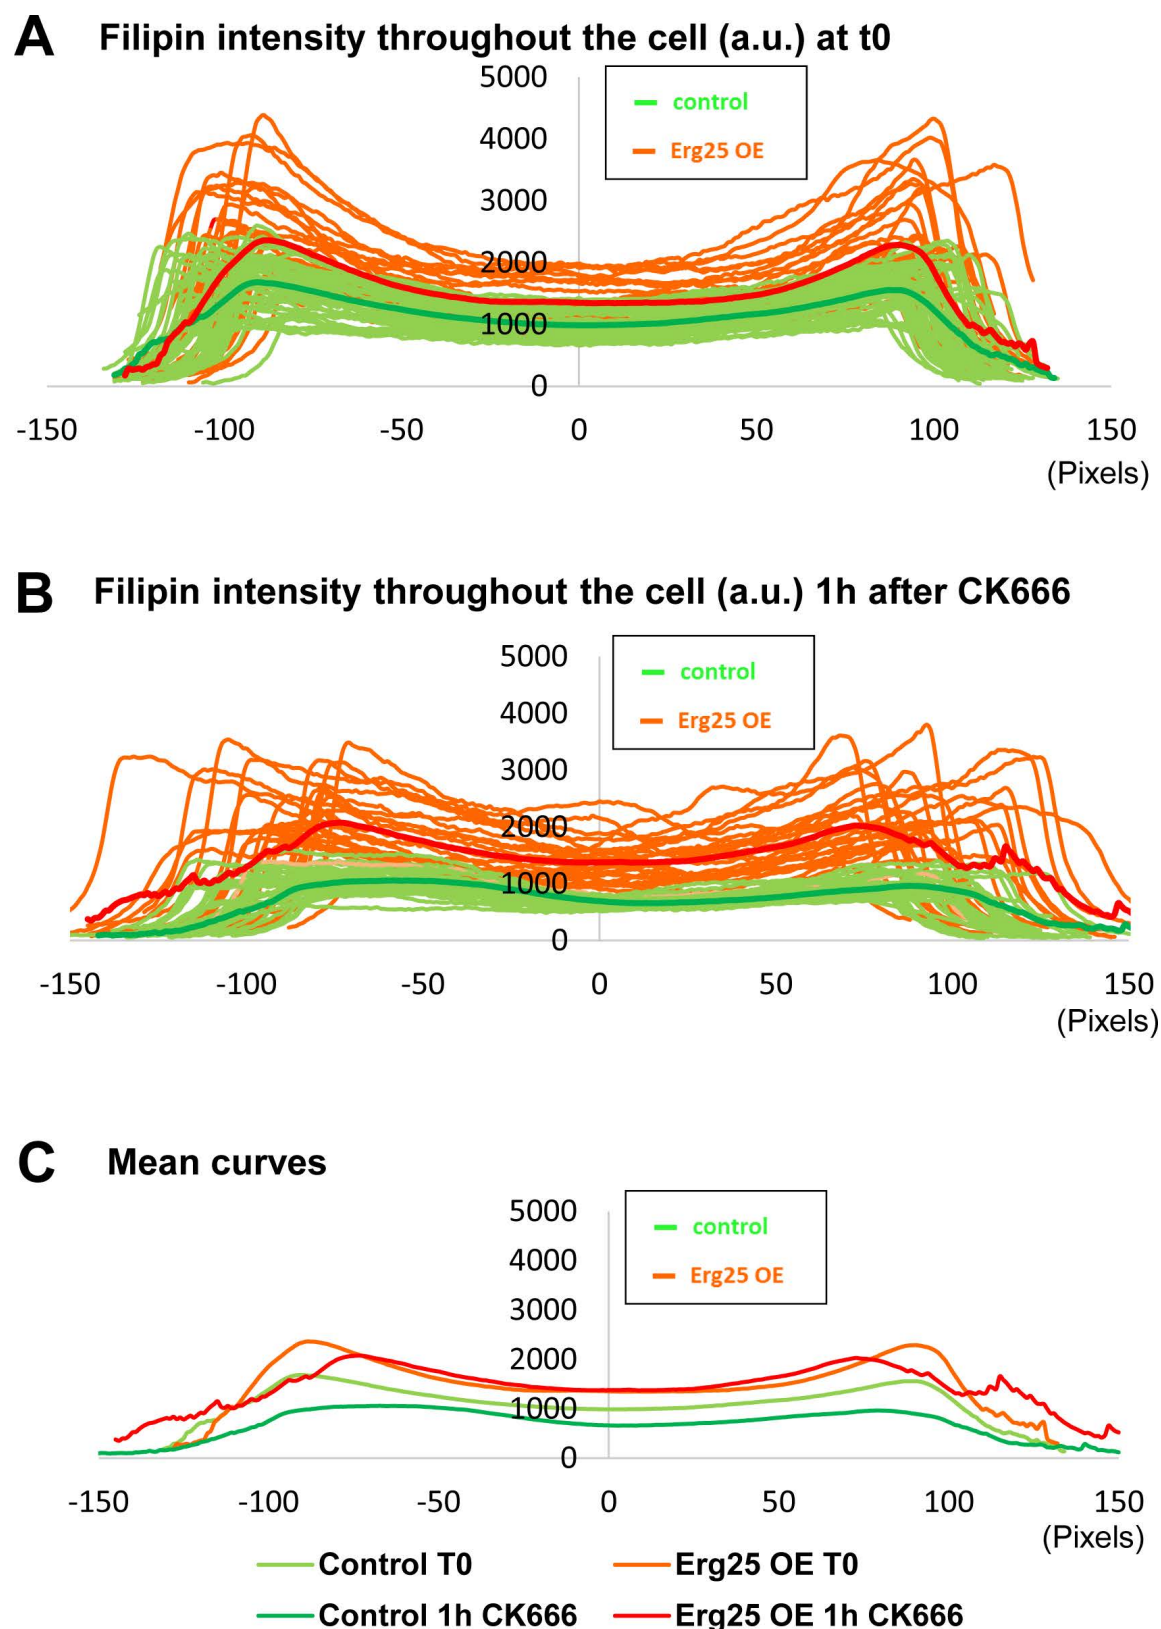 A Filipin intensity throughout the cell (a.u.) at t0
5000
control
4000
Erg25 OE
3000
2000
1000
0
-150 -100 -50 0 50 100 150
(Pixels)
B Filipin intensity throughout the cell (a.u.) 1h after CK666
5000
control
4000
Erg25 OE
3000
2000
1000
0
-150 -100 -50 0 50 100 150
(Pixels)
C Mean curves
5000
control
4000
Erg25 OE
3000
2000
1000
0
-150 -100 -50 0 50 100 150
(Pixels)
Control T0 Erg25 OE T0
Control 1h CK666 Erg25 OE 1h CK666